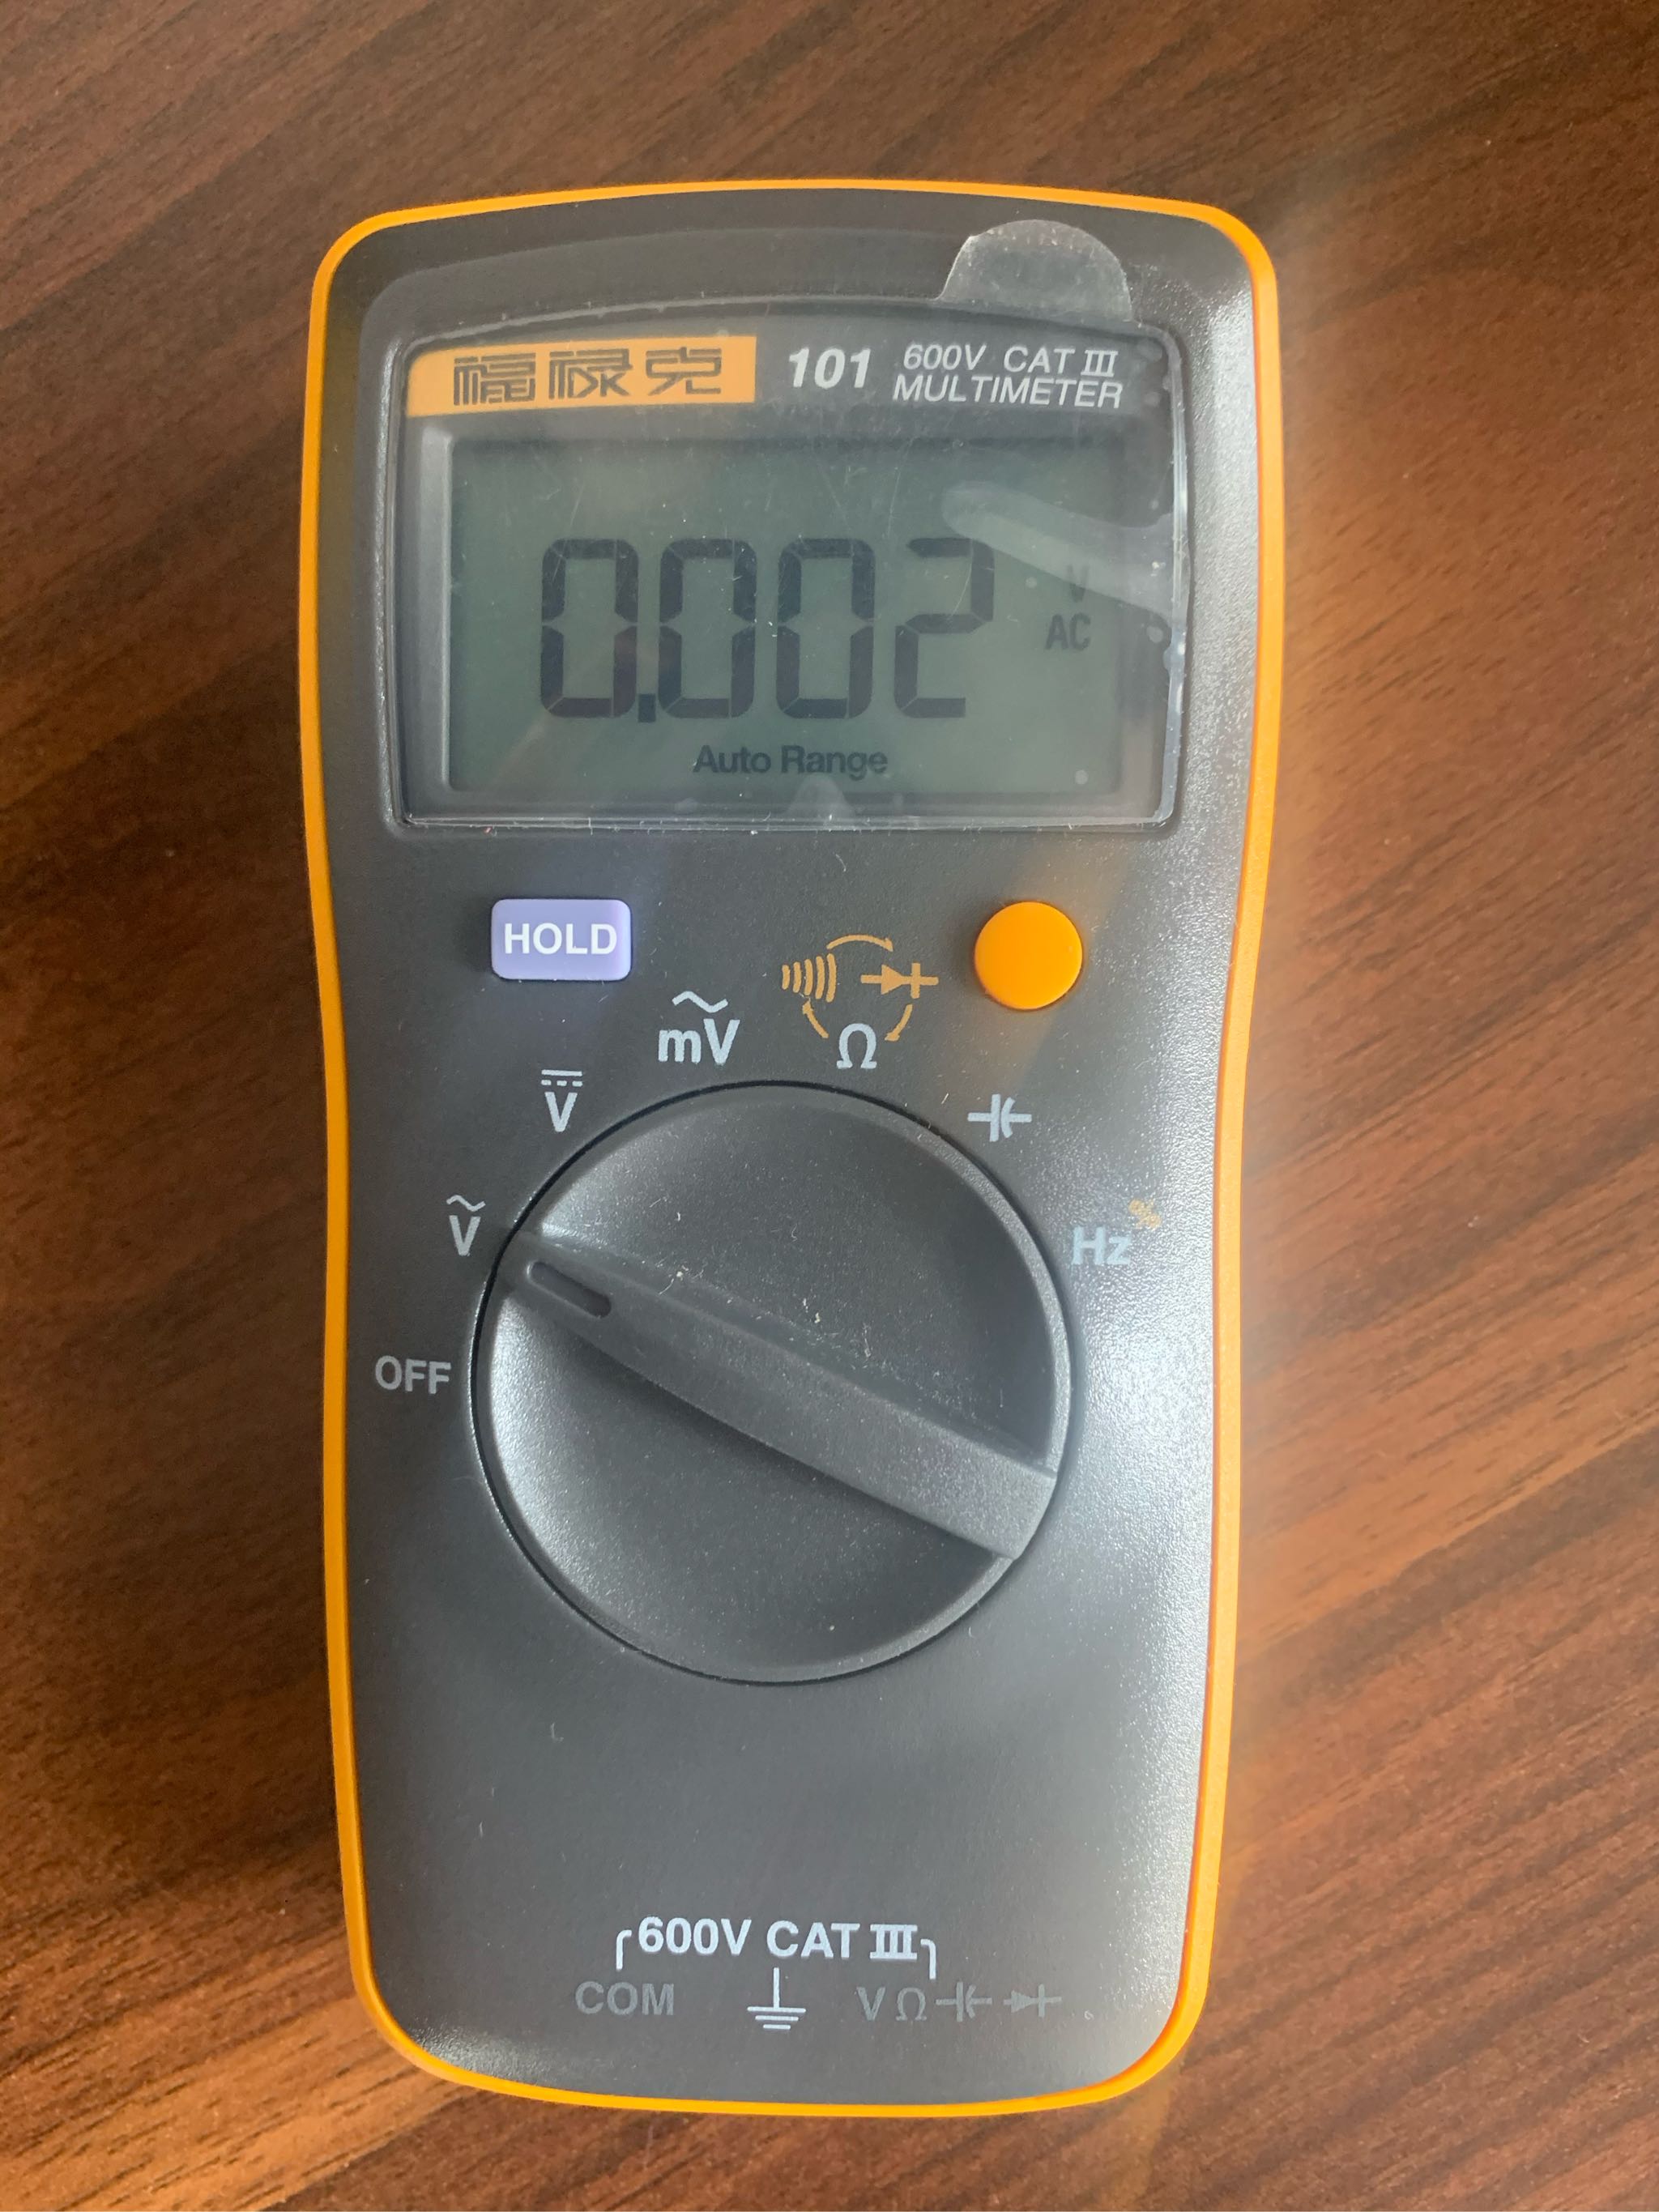 福禄克 101 600V CAT III
MULTIMETER
0.002 V
AC
Auto Range
HOLD
mV
Ω
V
V
Hz %
OFF
600V CAT III
COM V Ω